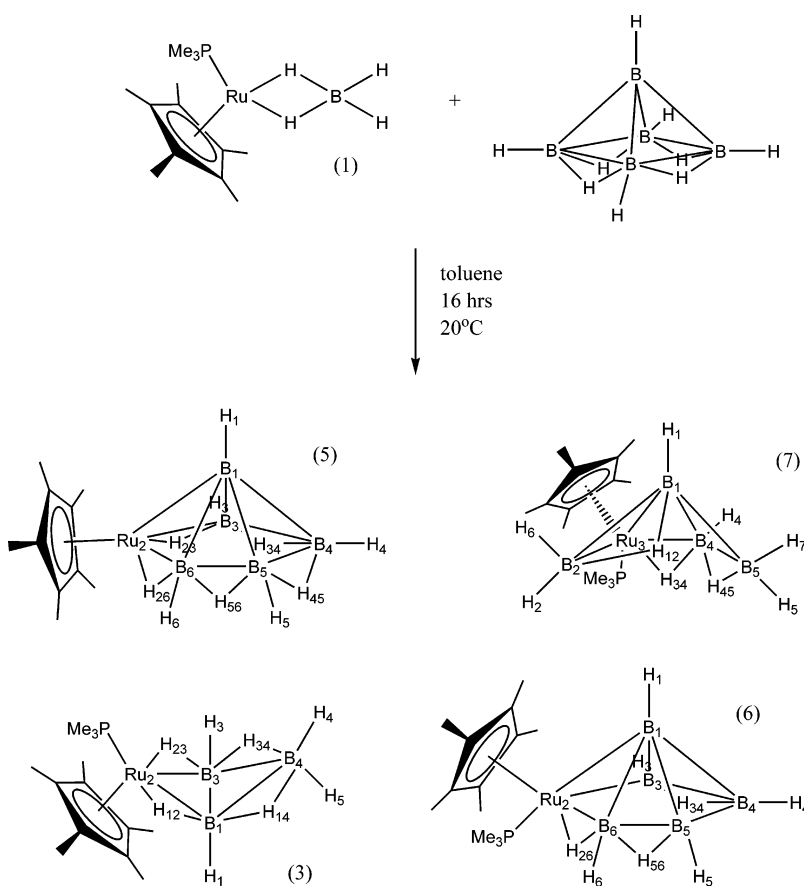 H
Me₃P
H H
H
Ru B B
H
+
H H
H B
H B B H
(1)
H B H
H H
H
toluene
16 hrs
20°C
H₁
(5)
H₁
(7)
B₁
B₁
H₃
H₆ H₄
Ru₂ H₂₃ B₃ H₃₄ B₄ H₄
Ru₃ H₁₂ B₄ H₇
B₂ B₅
B₆ B₅
Me₃P H₃₄ H₄₅
H₂₆ H₄₅
H₆ H₅₆ H₅
H₂ H₅
H₁
(6)
Me₃P H₃ H₄
H₂₃ H₃₄
B₁
Ru₂ B₃ B₄
H₃
B₃
H₅
Ru₂ H₃₄ B₄ H₄
H₁₂ B₁ H₁₄
Me₃P B₆ B₅
H₂₆ H₅₆
H₁ (3)
H₆ H₅